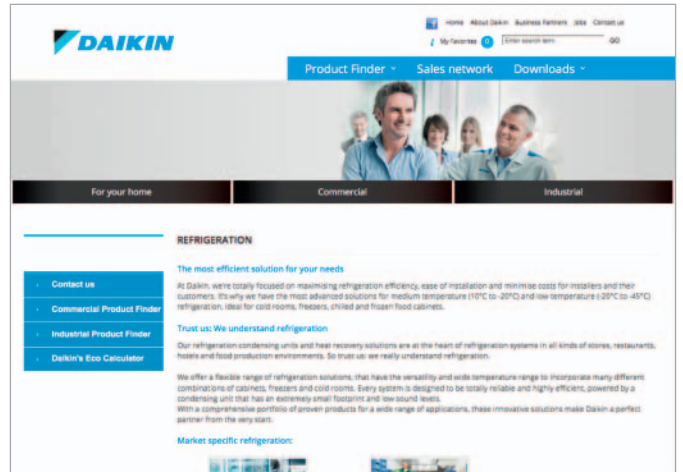 DAIKIN
Home About Daikin Business Partners Jobs Contact us
My Favorites 0 Enter search term GO
Product Finder Sales network Downloads
For your home Commercial Industrial
REFRIGERATION
The most efficient solution for your needs
At Daikin, we're totally focused on maximising refrigeration efficiency, ease of installation and minimise costs for installers and their
customers. It's why we have the most advanced solutions for medium temperature (10°C to -20°C) and low temperature (-20°C to -45°C)
refrigeration, ideal for cold rooms, freezers, chilled and frozen food cabinets.
Contact us
Commercial Product Finder
Industrial Product Finder
Daikin's Eco Calculator
Trust us: We understand refrigeration
Our refrigeration condensing units and heat recovery solutions are at the heart of refrigeration systems in all kinds of stores, restaurants,
hotels and food production environments. So trust us: we really understand refrigeration.
We offer a flexible range of refrigeration solutions, that have the versatility and wide temperature range to incorporate many different
combinations of cabinets, freezers and cold rooms. Every system is designed to be totally reliable and highly efficient, powered by a
condensing unit that has an extremely small footprint and low sound levels.
With a comprehensive portfolio of proven products for a wide range of applications, these innovative solutions make Daikin a perfect
partner from the very start.
Market specific refrigeration: